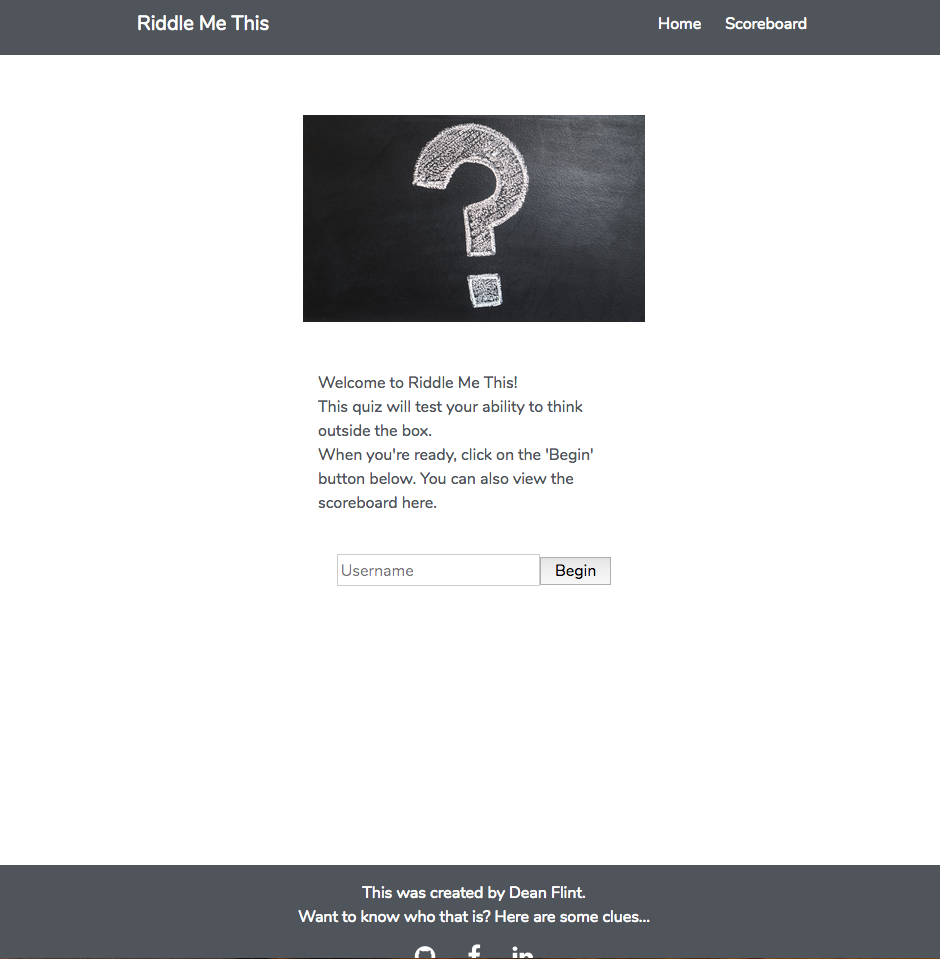 Riddle Me This
Home
Scoreboard
Welcome to Riddle Me This!
This quiz will test your ability to think
outside the box.
When you're ready, click on the 'Begin'
button below. You can also view the
scoreboard here.
Username
Begin
This was created by Dean Flint.
Want to know who that is? Here are some clues...